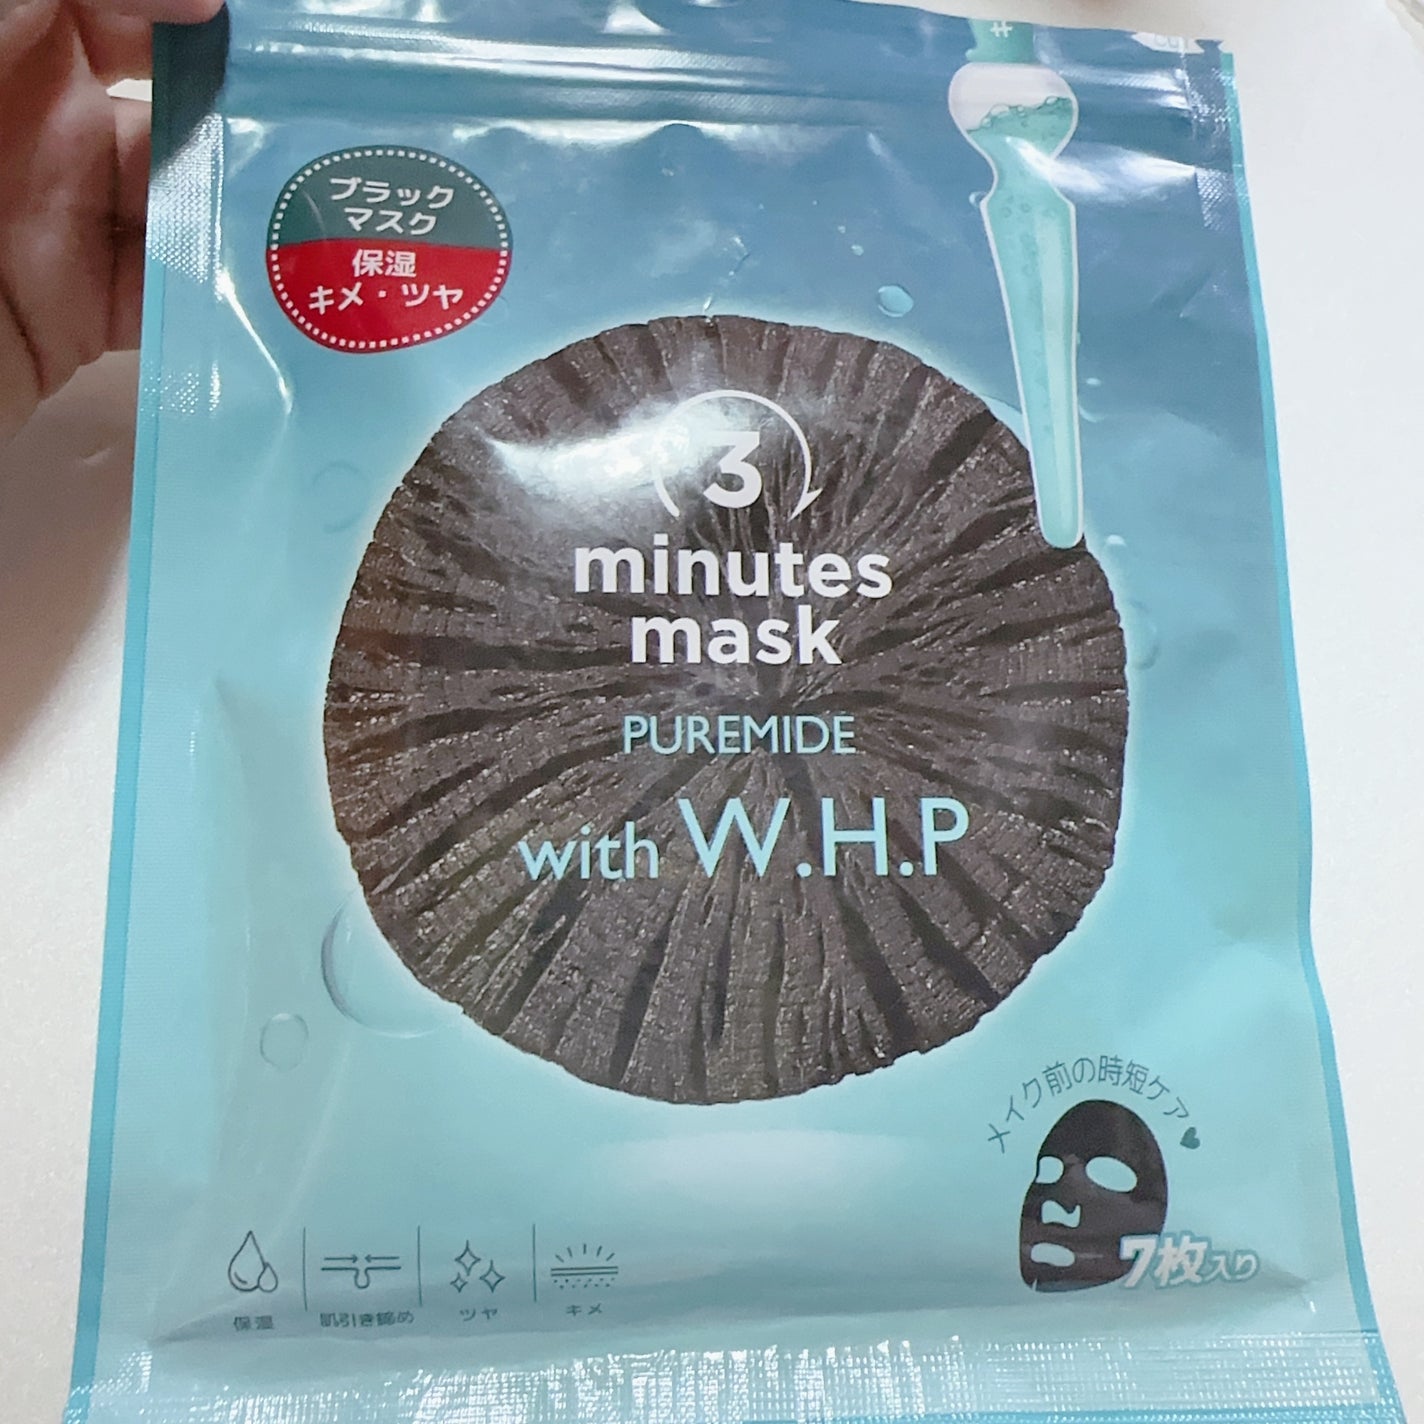 ブラック
マスク
保湿
キメ・ツヤ
3
minutes
mask
PUREMIDE
with W.H.P
メイク前の時短ケア
7枚入り
保湿
肌引き締め
ツヤ
キメ